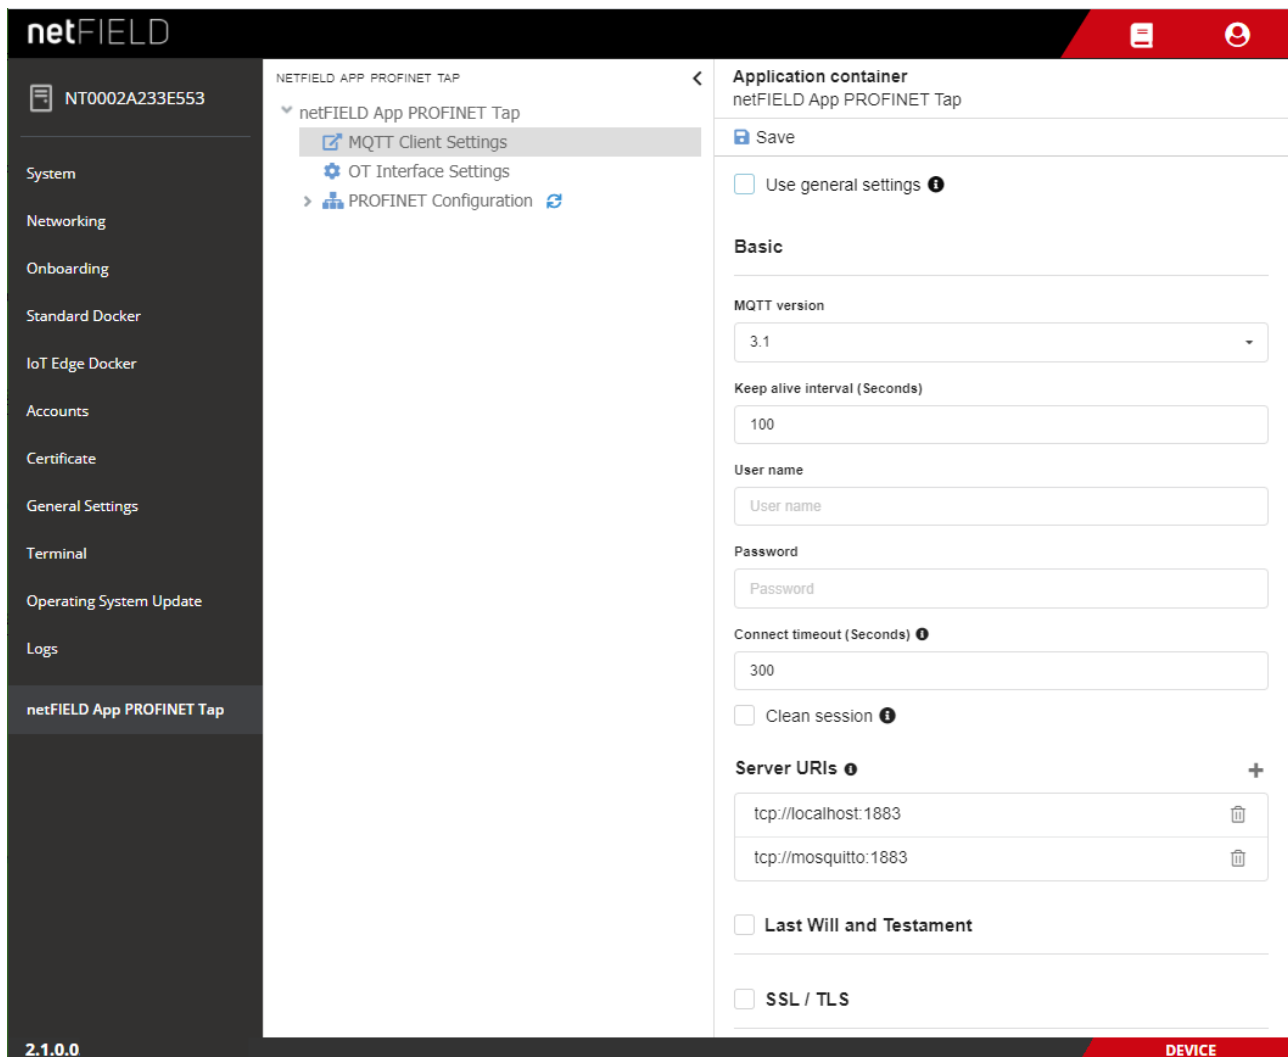 netFIELD
NT0002A233E553
System
Networking
Onboarding
Standard Docker
IoT Edge Docker
Accounts
Certificate
General Settings
Terminal
Operating System Update
Logs
netFIELD App PROFINET Tap
2.1.0.0
NETFIELD APP PROFINET TAP
netFIELD App PROFINET Tap
MQTT Client Settings
OT Interface Settings
PROFINET Configuration
Application container
netFIELD App PROFINET Tap
Save
Use general settings
Basic
MQTT version
3.1
Keep alive interval (Seconds)
100
User name
User name
Password
Password
Connect timeout (Seconds)
300
Clean session
Server URIs
tcp://localhost:1883
tcp://mosquitto:1883
Last Will and Testament
SSL / TLS
DEVICE